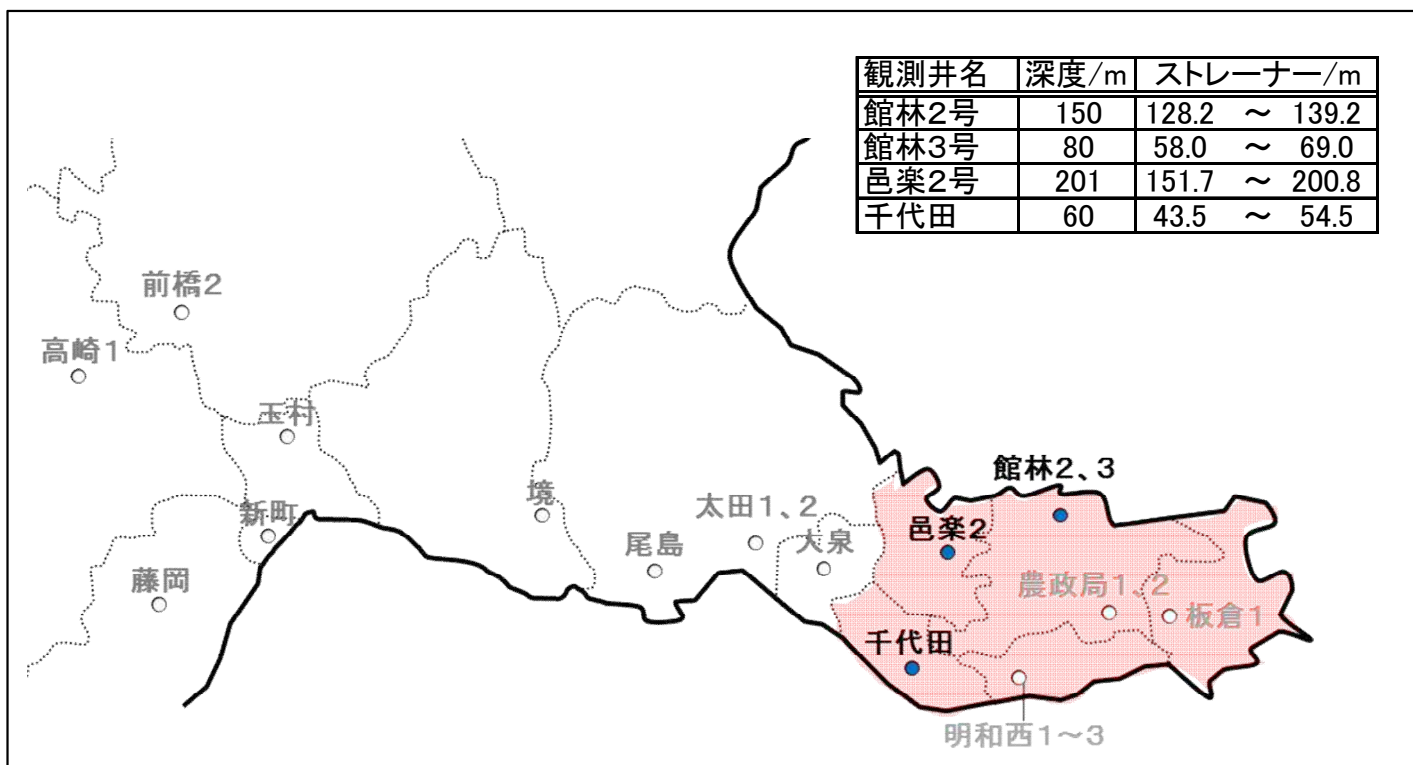 観測井名 深度/m ストレーナー/m
館林2号 150 128.2 ～ 139.2
館林3号 80 58.0 ～ 69.0
邑楽2号 201 151.7 ～ 200.8
千代田 60 43.5 ～ 54.5
前橋2
高崎1
玉村
館林2、3
新町
境
太田1、2
邑楽2
尾島
大泉
藤岡
農政局1、2
板倉1
千代田
明和西1～3